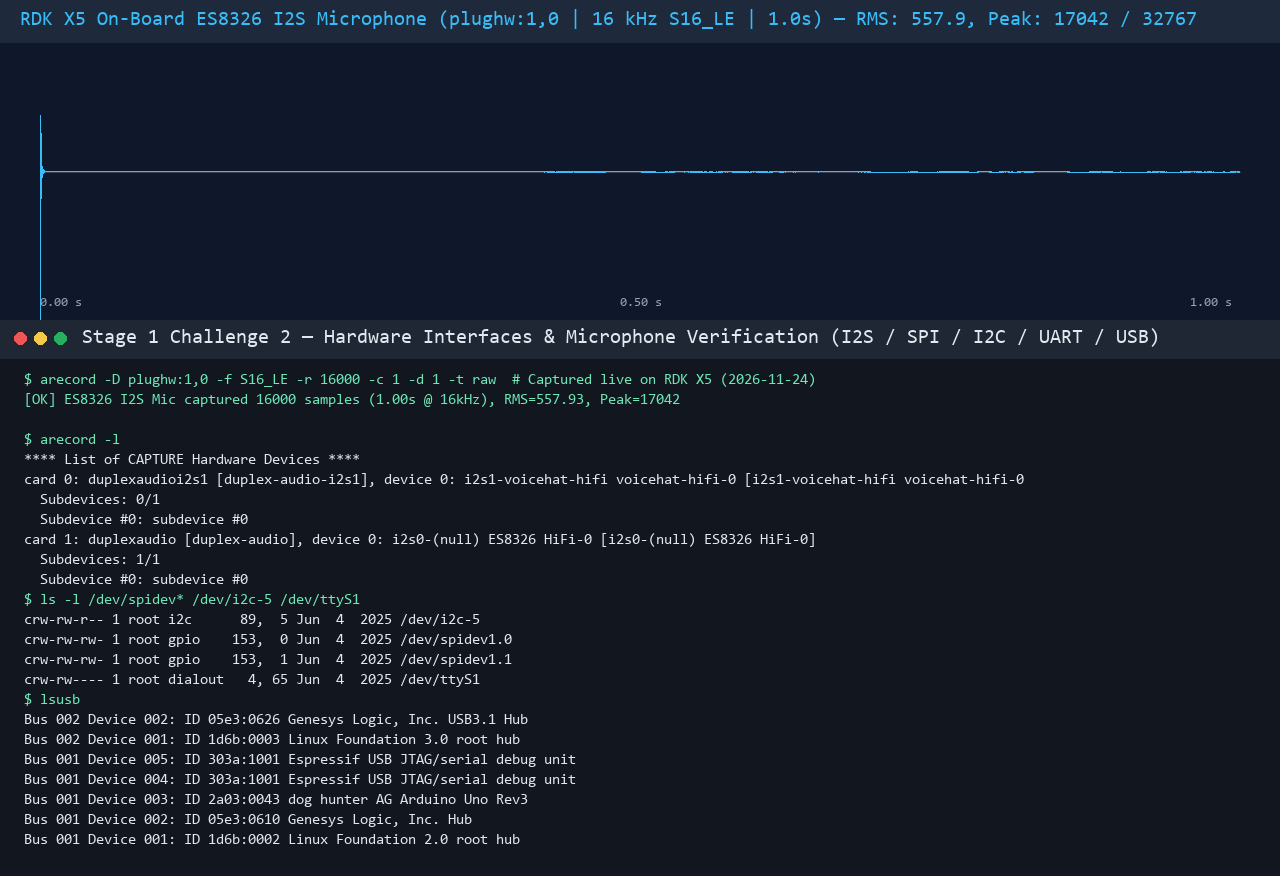 RDK X5 On-Board ES8326 I2S Microphone (plughw:1,0 | 16 kHz S16_LE | 1.0s) — RMS: 557.9, Peak: 17042 / 32767
0.00 s
0.50 s
1.00 s
Stage 1 Challenge 2 — Hardware Interfaces & Microphone Verification (I2S / SPI / I2C / UART / USB)
$ arecord -D plughw:1,0 -f S16_LE -r 16000 -c 1 -d 1 -t raw  # Captured live on RDK X5 (2026-11-24)
[OK] ES8326 I2S Mic captured 16000 samples (1.00s @ 16kHz), RMS=557.93, Peak=17042
$ arecord -l
**** List of CAPTURE Hardware Devices ****
card 0: duplexaudioi2s1 [duplex-audio-i2s1], device 0: i2s1-voicehat-hifi voicehat-hifi-0 [i2s1-voicehat-hifi voicehat-hifi-0
  Subdevices: 0/1
  Subdevice #0: subdevice #0
card 1: duplexaudio [duplex-audio], device 0: i2s0-(null) ES8326 HiFi-0 [i2s0-(null) ES8326 HiFi-0]
  Subdevices: 1/1
  Subdevice #0: subdevice #0
$ ls -l /dev/spidev* /dev/i2c-5 /dev/ttyS1
crw-rw-r-- 1 root i2c      89,  5 Jun  4  2025 /dev/i2c-5
crw-rw-rw- 1 root gpio    153,  0 Jun  4  2025 /dev/spidev1.0
crw-rw-rw- 1 root gpio    153,  1 Jun  4  2025 /dev/spidev1.1
crw-rw---- 1 root dialout   4, 65 Jun  4  2025 /dev/ttyS1
$ lsusb
Bus 002 Device 002: ID 05e3:0626 Genesys Logic, Inc. USB3.1 Hub
Bus 002 Device 001: ID 1d6b:0003 Linux Foundation 3.0 root hub
Bus 001 Device 005: ID 303a:1001 Espressif USB JTAG/serial debug unit
Bus 001 Device 004: ID 303a:1001 Espressif USB JTAG/serial debug unit
Bus 001 Device 003: ID 2a03:0043 dog hunter AG Arduino Uno Rev3
Bus 001 Device 002: ID 05e3:0610 Genesys Logic, Inc. Hub
Bus 001 Device 001: ID 1d6b:0002 Linux Foundation 2.0 root hub